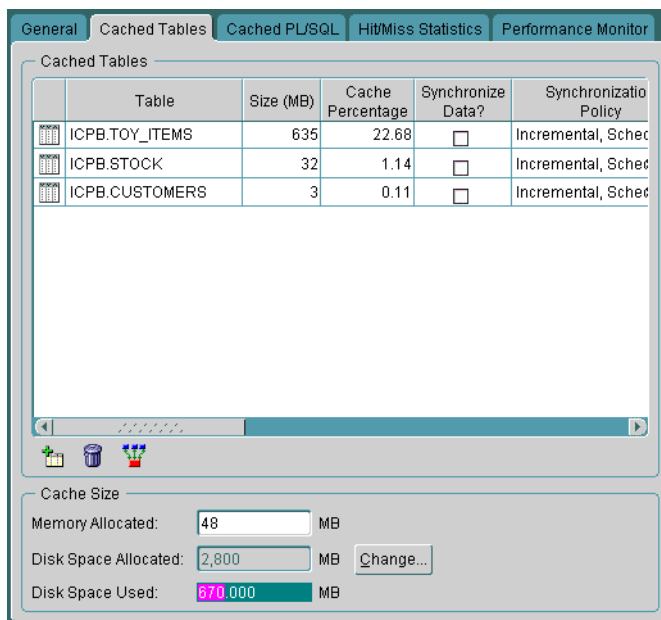 General Cached Tables Cached PL/SQL Hit/Miss Statistics Performance Monitor
Cached Tables
Table Size (MB) Cache Percentage Synchronize Data? Synchronizatio Policy
ICPB.TOY_ITEMS 635 22.68 Incremental, Sched
ICPB.STOCK 32 1.14 Incremental, Sched
ICPB.CUSTOMERS 3 0.11 Incremental, Sched
Cache Size
Memory Allocated: 48 MB
Disk Space Allocated: 2,800 MB Change...
Disk Space Used: 670.000 MB